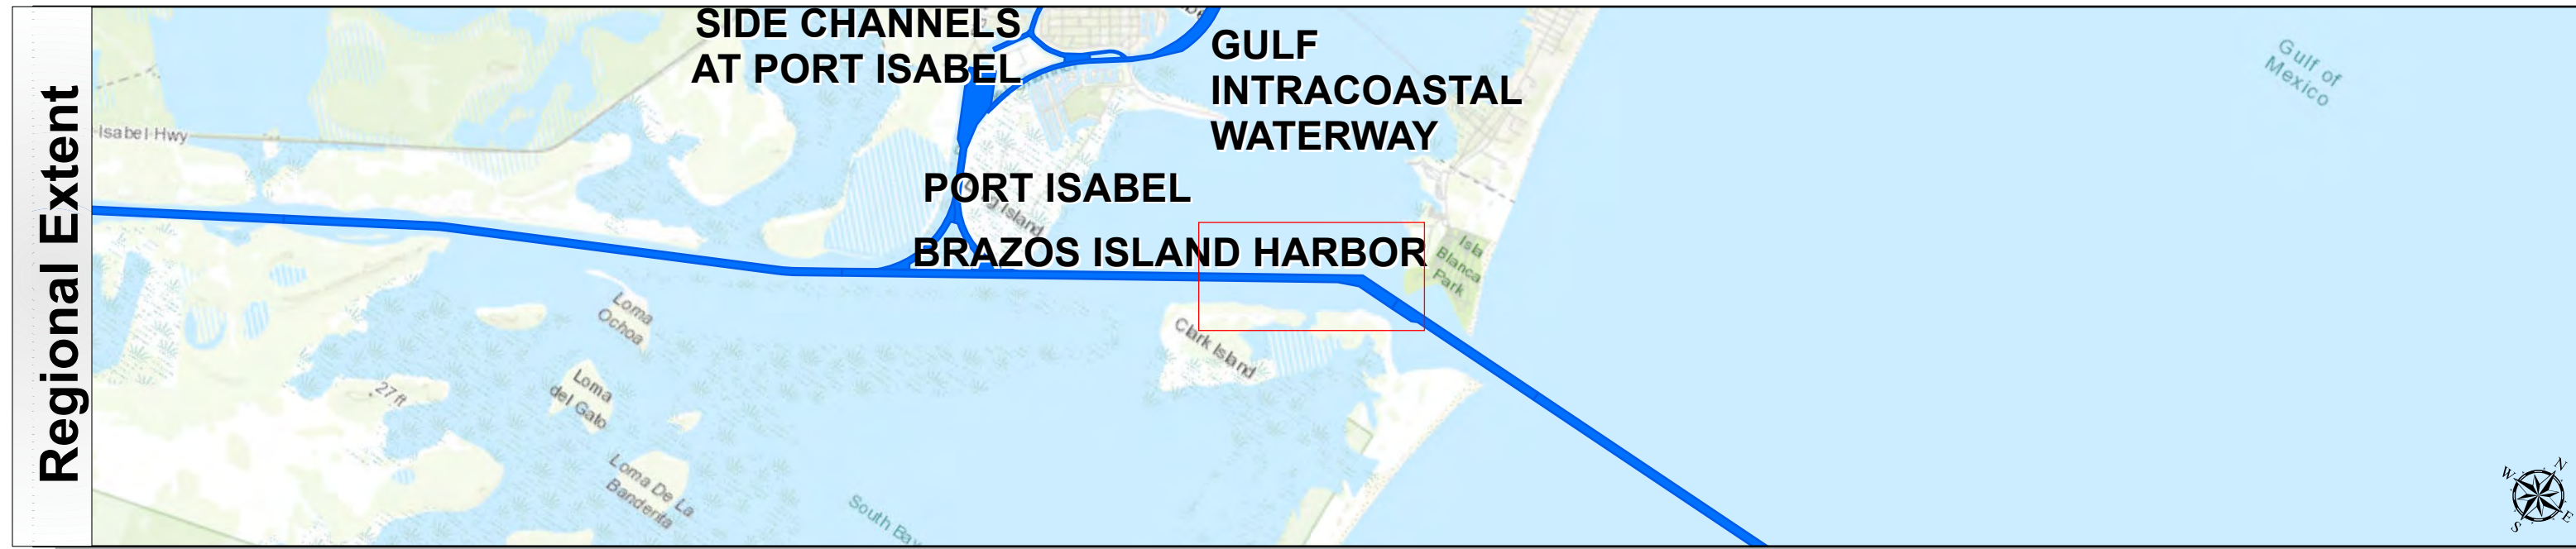 Regional Extent
SIDE CHANNELS
AT PORT ISABEL
GULF
INTRACOASTAL
WATERWAY
Gulf of
Mexico
Isabel Hwy
PORT ISABEL
Island
BRAZOS ISLAND HARBOR
Isla
Blanca
Park
Loma
Ochoa
Clark Island
27 ft
Loma
del Gato
Loma De La
Banderita
South Bay
N
W
E
S